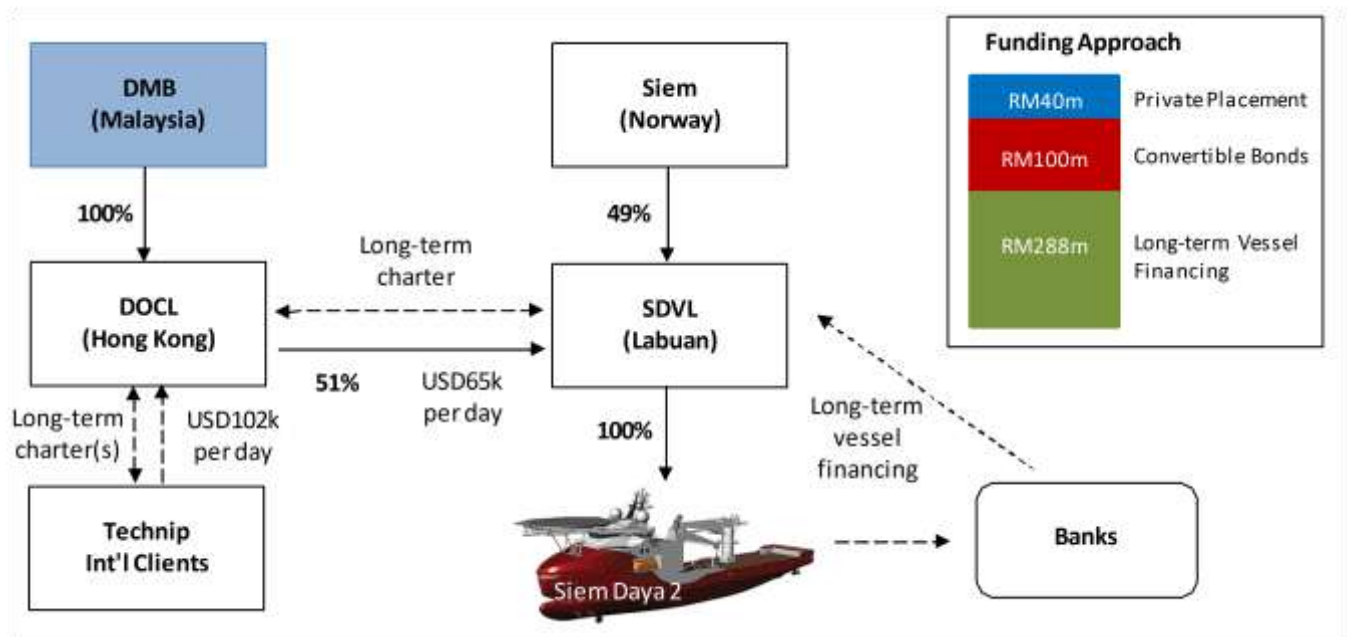 DMB
(Malaysia)
Siem
(Norway)
Funding Approach
RM40m
Private Placement
RM100m
Convertible Bonds
RM288m
Long-term Vessel
Financing
100%
49%
Long-term
charter
DOCL
(Hong Kong)
SDVL
(Labuan)
51%
USD65k
per day
Long-term
charter(s)
USD102k
per day
100%
Long-term
vessel
financing
Technip
Int'l Clients
Siem Daya 2
Banks